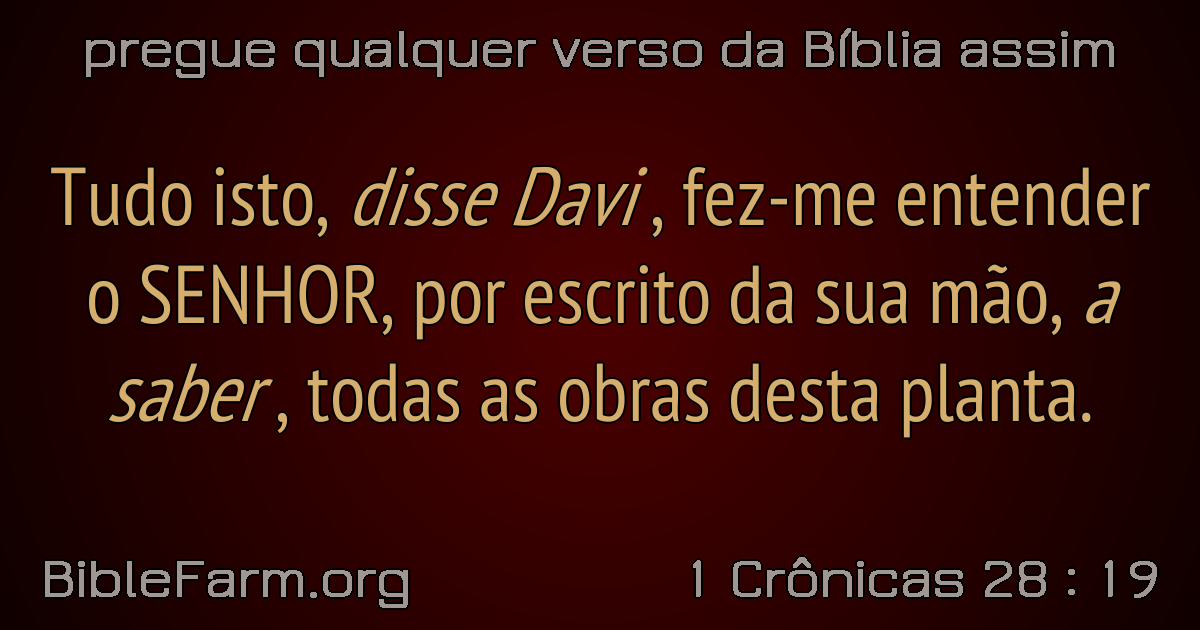 pregue qualquer verso da Bíblia assim
Tudo isto, disse Davi , fez-me entender
o SENHOR, por escrito da sua mão, a
saber , todas as obras desta planta.
BibleFarm.org
1 Crônicas 28 : 19